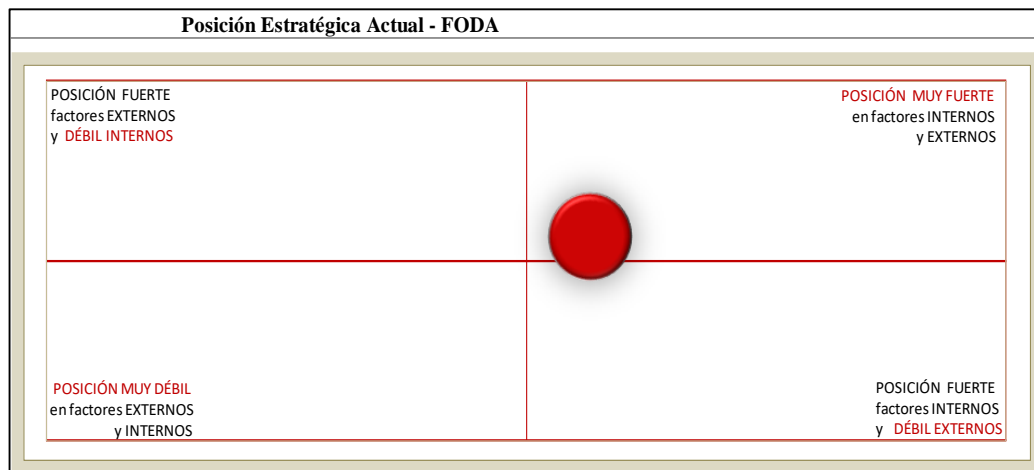 Posición Estratégica Actual - FODA
POSICIÓN FUERTE
factores EXTERNOS
y DÉBIL INTERNOS
POSICIÓN MUY FUERTE
en factores INTERNOS
y EXTERNOS
POSICIÓN MUY DÉBIL
en factores EXTERNOS
y INTERNOS
POSICIÓN FUERTE
factores INTERNOS
y DÉBIL EXTERNOS